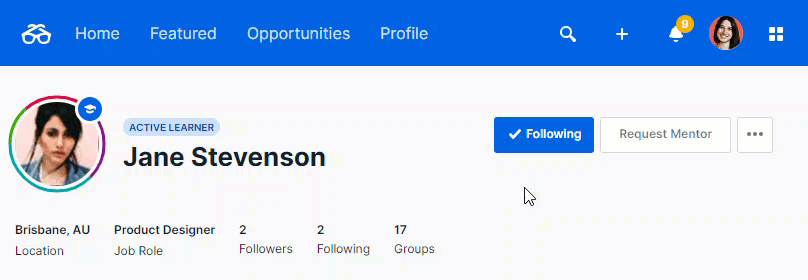 Home Featured Opportunities Profile 9
ACTIVE LEARNER
Jane Stevenson
Following Request Mentor
Brisbane, AU Product Designer 2 2 17
Location Job Role Followers Following Groups